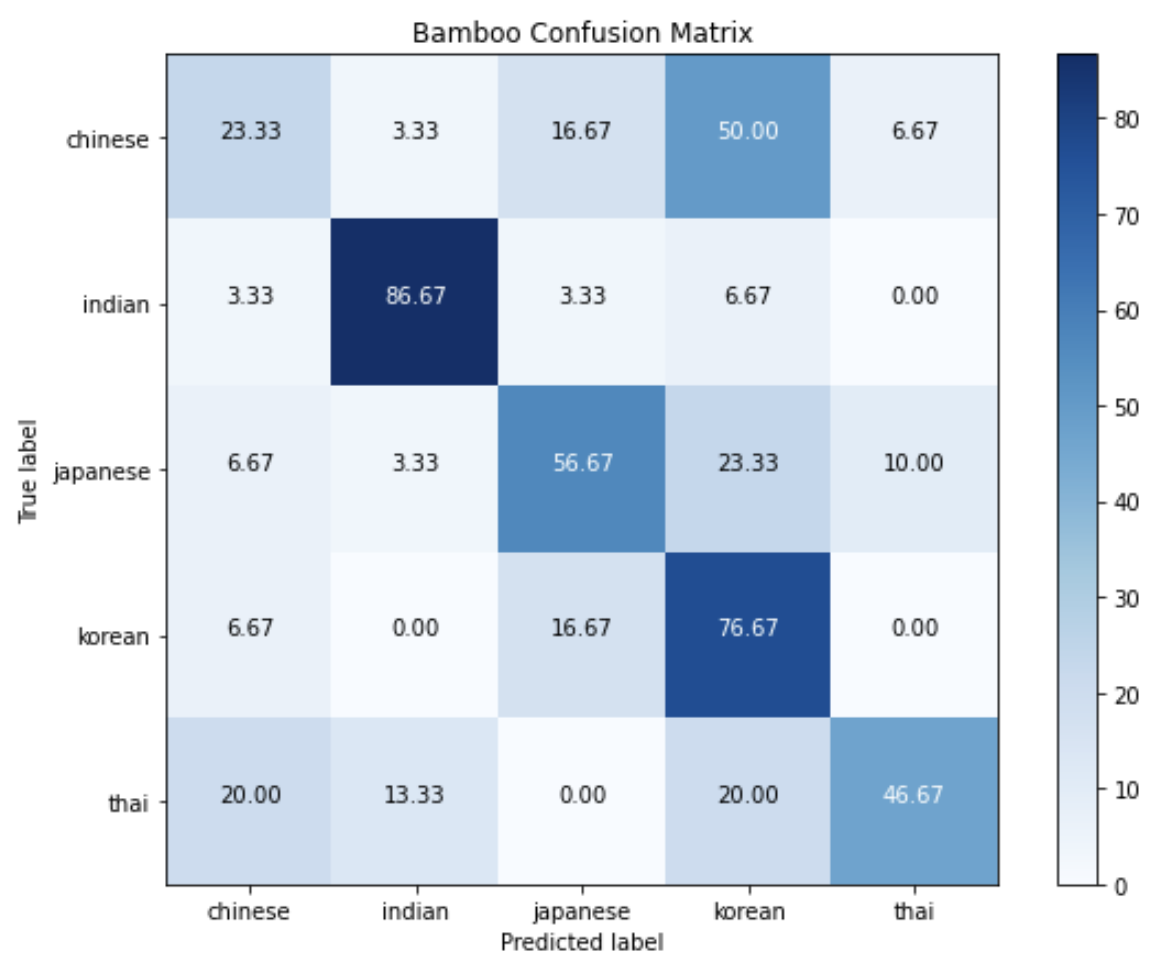 Bamboo Confusion Matrix
chinese 23.33 3.33 16.67 50.00 6.67
indian 3.33 86.67 3.33 6.67 0.00
japanese 6.67 3.33 56.67 23.33 10.00
korean 6.67 0.00 16.67 76.67 0.00
thai 20.00 13.33 0.00 20.00 46.67
chinese indian japanese korean thai
Predicted label
True label
80
70
60
50
40
30
20
10
0